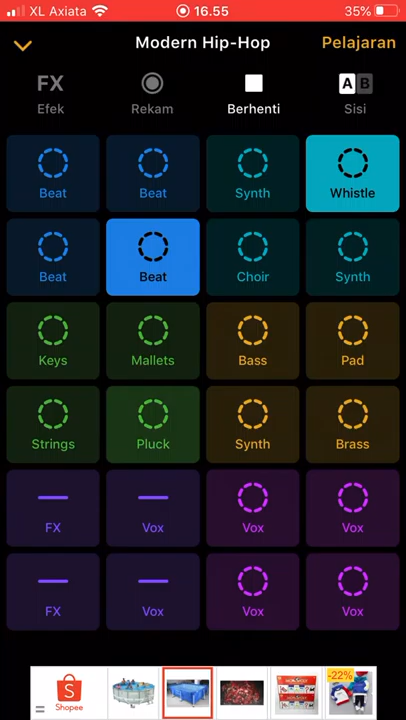 XL Axiata
16.55
35%
Modern Hip-Hop
Pelajaran
FX
A B
Efek
Rekam
Berhenti
Sisi
Beat
Beat
Synth
Whistle
Beat
Beat
Choir
Synth
Keys
Mallets
Bass
Pad
Strings
Pluck
Synth
Brass
FX
Vox
Vox
Vox
FX
Vox
Vox
Vox
S
Shopee
-22%